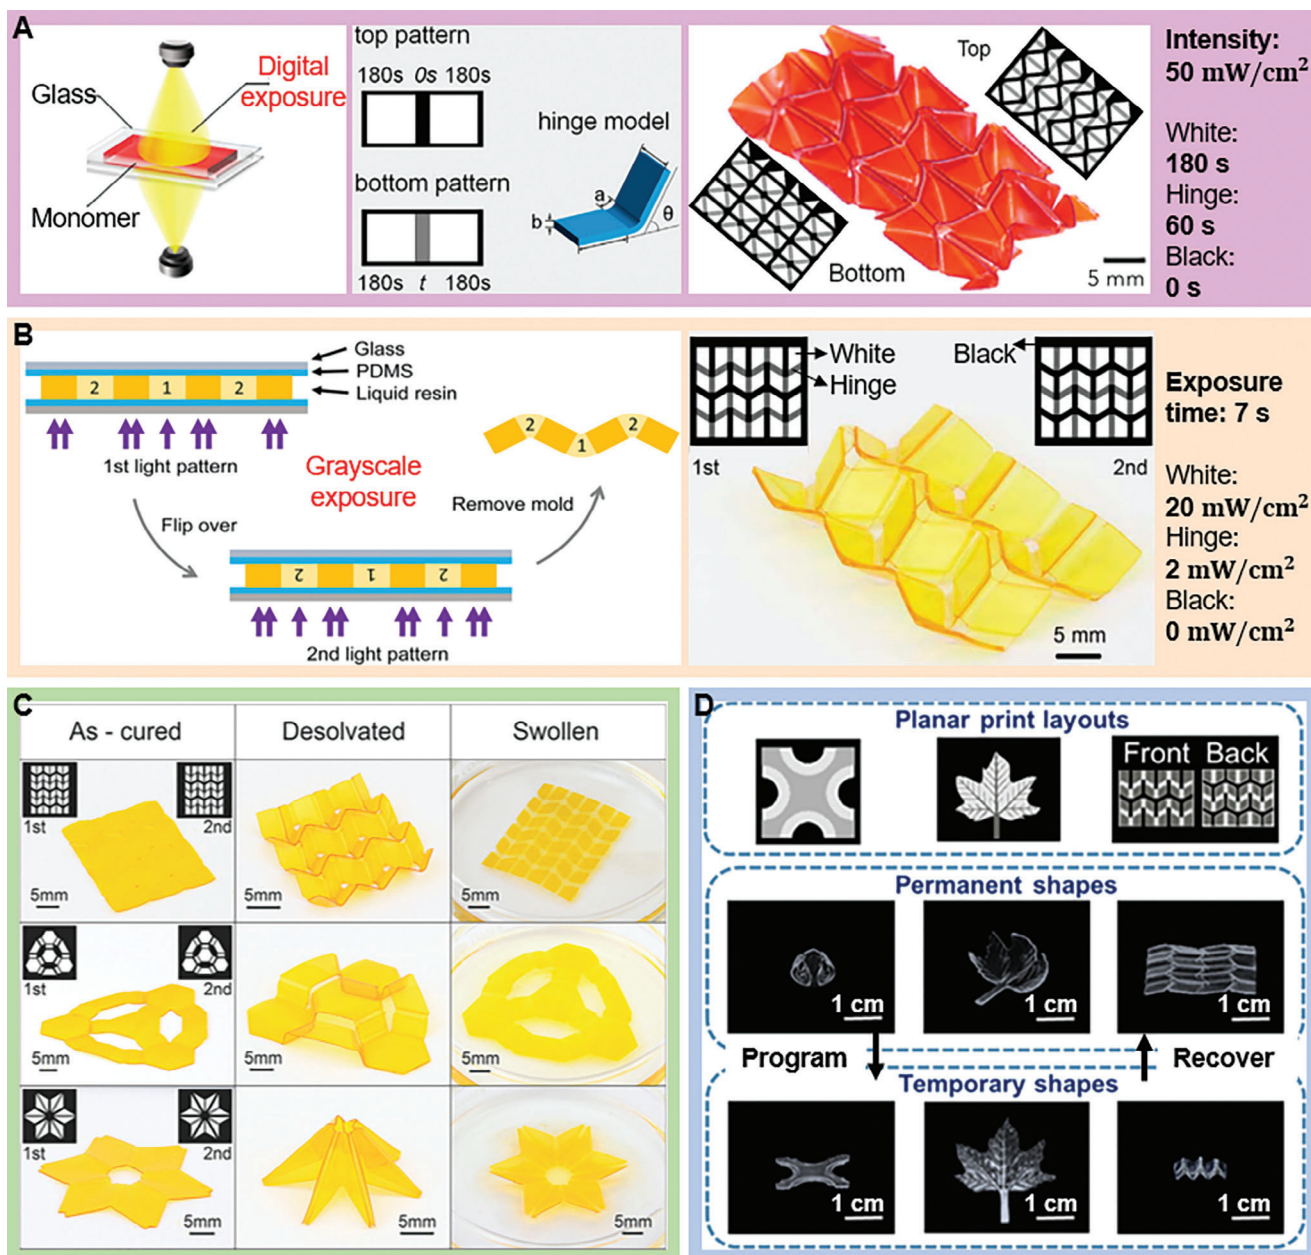 A
Glass
Digital
exposure
Monomer
top pattern
180s 0s 180s
bottom pattern
180s t 180s
hinge model
a
b
θ
Top
Bottom
5 mm
Intensity:
50 mW/cm²
White:
180 s
Hinge:
60 s
Black:
0 s
B
Glass
PDMS
Liquid resin
2 1 2
1st light pattern
Flip over
Grayscale
exposure
2 1 2
2nd light pattern
Remove mold
2 2
1
White
Hinge
Black
1st
2nd
5 mm
Exposure
time: 7 s
White:
20 mW/cm²
Hinge:
2 mW/cm²
Black:
0 mW/cm²
C
As - cured
Desolvated
Swollen
1st
2nd
5mm
5mm
5mm
1st
2nd
5mm
5mm
5mm
1st
2nd
5mm
5mm
5mm
D
Planar print layouts
Front Back
Permanent shapes
1 cm
1 cm
1 cm
Program
Recover
Temporary shapes
1 cm
1 cm
1 cm